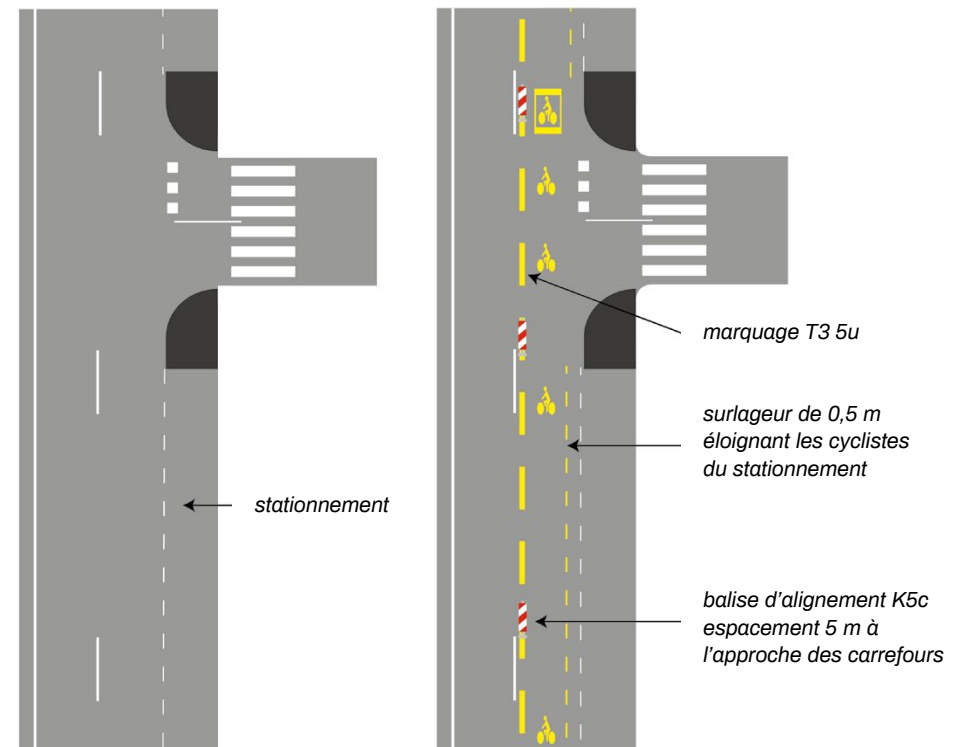 marquage T3 5u
surlageur de 0,5 m
éloignant les cyclistes
du stationnement
stationnement
balise d’alignement K5c
espacement 5 m à
l’approche des carrefours